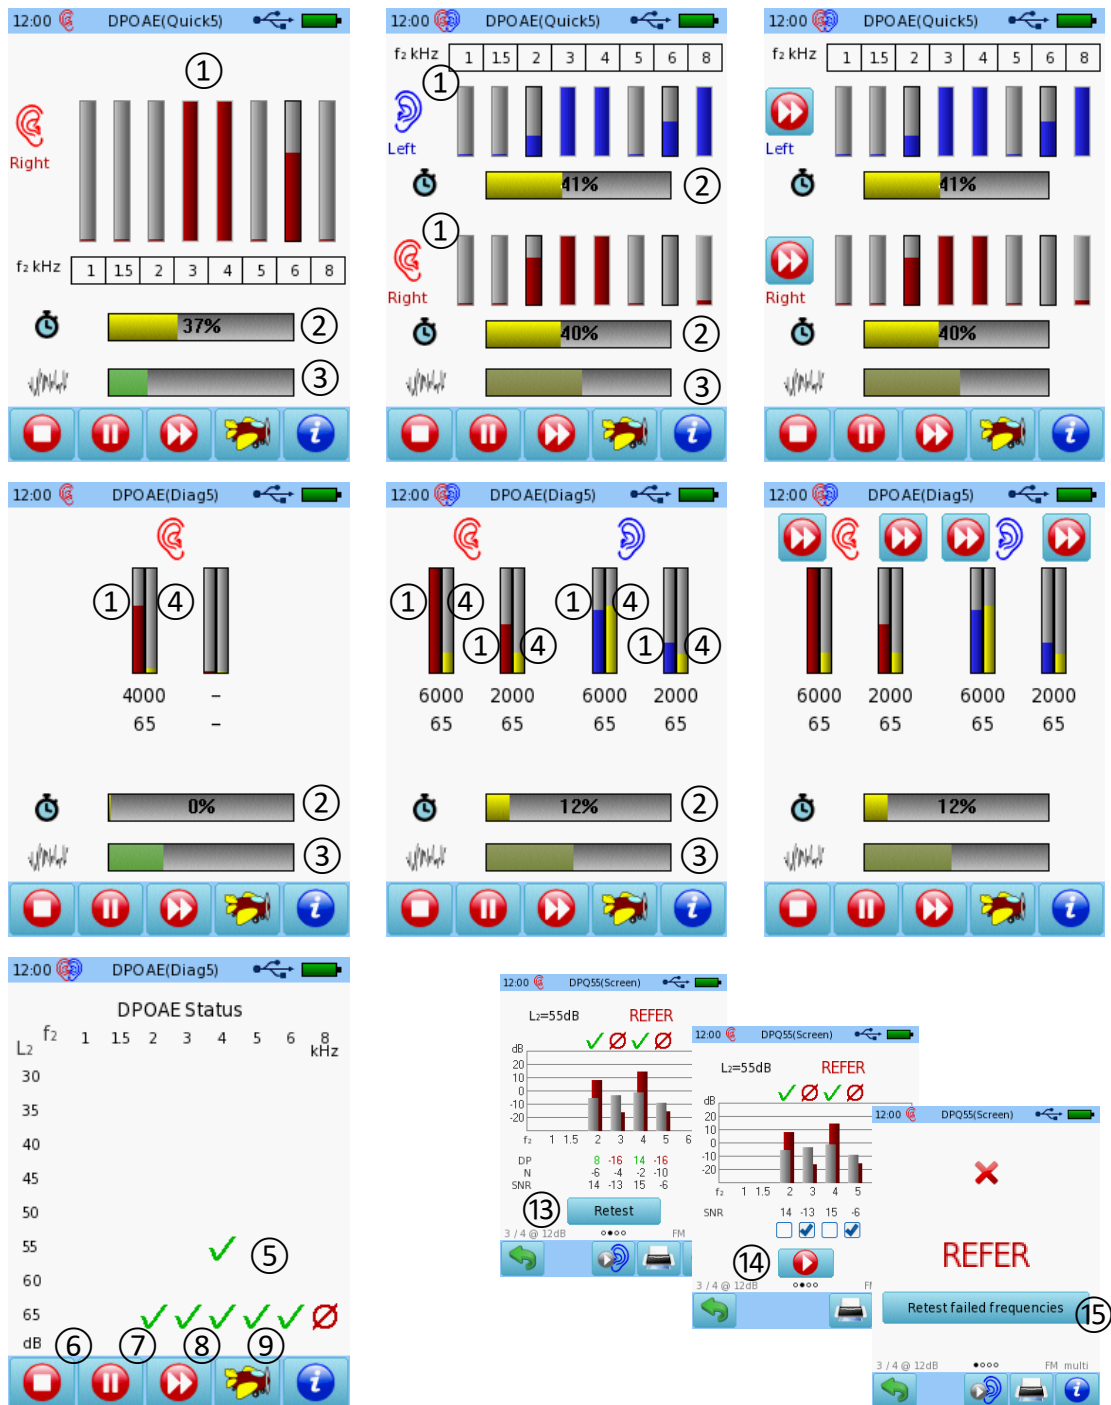 12:00 DPOAE(Quick5)
①
Right
f₂ kHz 1 1.5 2 3 4 5 6 8
37% ②
③
12:00 DPOAE(Quick5)
f₂ kHz 1 1.5 2 3 4 5 6 8
①
Left
41% ②
①
Right
40% ②
③
12:00 DPOAE(Quick5)
f₂ kHz 1 1.5 2 3 4 5 6 8
Left
41%
Right
40%
12:00 DPOAE(Diag5)
① ④
4000 –
65 –
0% ②
③
12:00 DPOAE(Diag5)
① ④ ① ④
① ④ ① ④
6000 2000 6000 2000
65 65 65 65
12% ②
③
12:00 DPOAE(Diag5)
6000 2000 6000 2000
65 65 65 65
12%
12:00 DPOAE(Diag5)
DPOAE Status
f₂ 1 1.5 2 3 4 5 6 8
L₂ kHz
30
35
40
45
50
55 ⑤
60
65
dB
⑥ ⑦ ⑧ ⑨
12:00 DPQ55(Screen)
L₂=55dB REFER
dB
20
10
0
-10
-20
f₂ 1 1.5 2 3 4 5 6
DP 8 -16 14 -16
N -6 -4 -2 -10
SNR 14 -13 15 -6
⑬ Retest
3 / 4 @ 12dB FM
12:00 DPQ55(Screen)
L₂=55dB REFER
dB
20
10
0
-10
-20
f₂ 1 1.5 2 3 4 5
SNR 14 -13 15 -6
⑭
3 / 4 @ 12dB
12:00 DPQ55(Screen)
REFER
Retest failed frequencies ⑮
3 / 4 @ 12dB FM multi